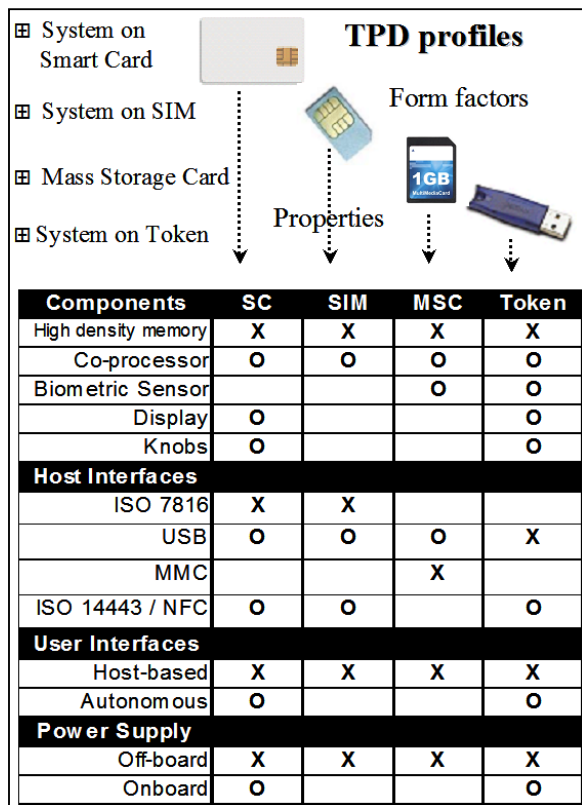 TPD profiles
⊞ System on
Smart Card
⊞ System on SIM
Form factors
⊞ Mass Storage Card
1GB
MultiMediaCard
Properties
⊞ System on Token
Components SC SIM MSC Token
High density memory X X X X
Co-processor O O O O
Biometric Sensor O O
Display O O
Knobs O O
Host Interfaces
ISO 7816 X X
USB O O O X
MMC X
ISO 14443 / NFC O O O
User Interfaces
Host-based X X X X
Autonomous O O
Power Supply
Off-board X X X X
Onboard O O